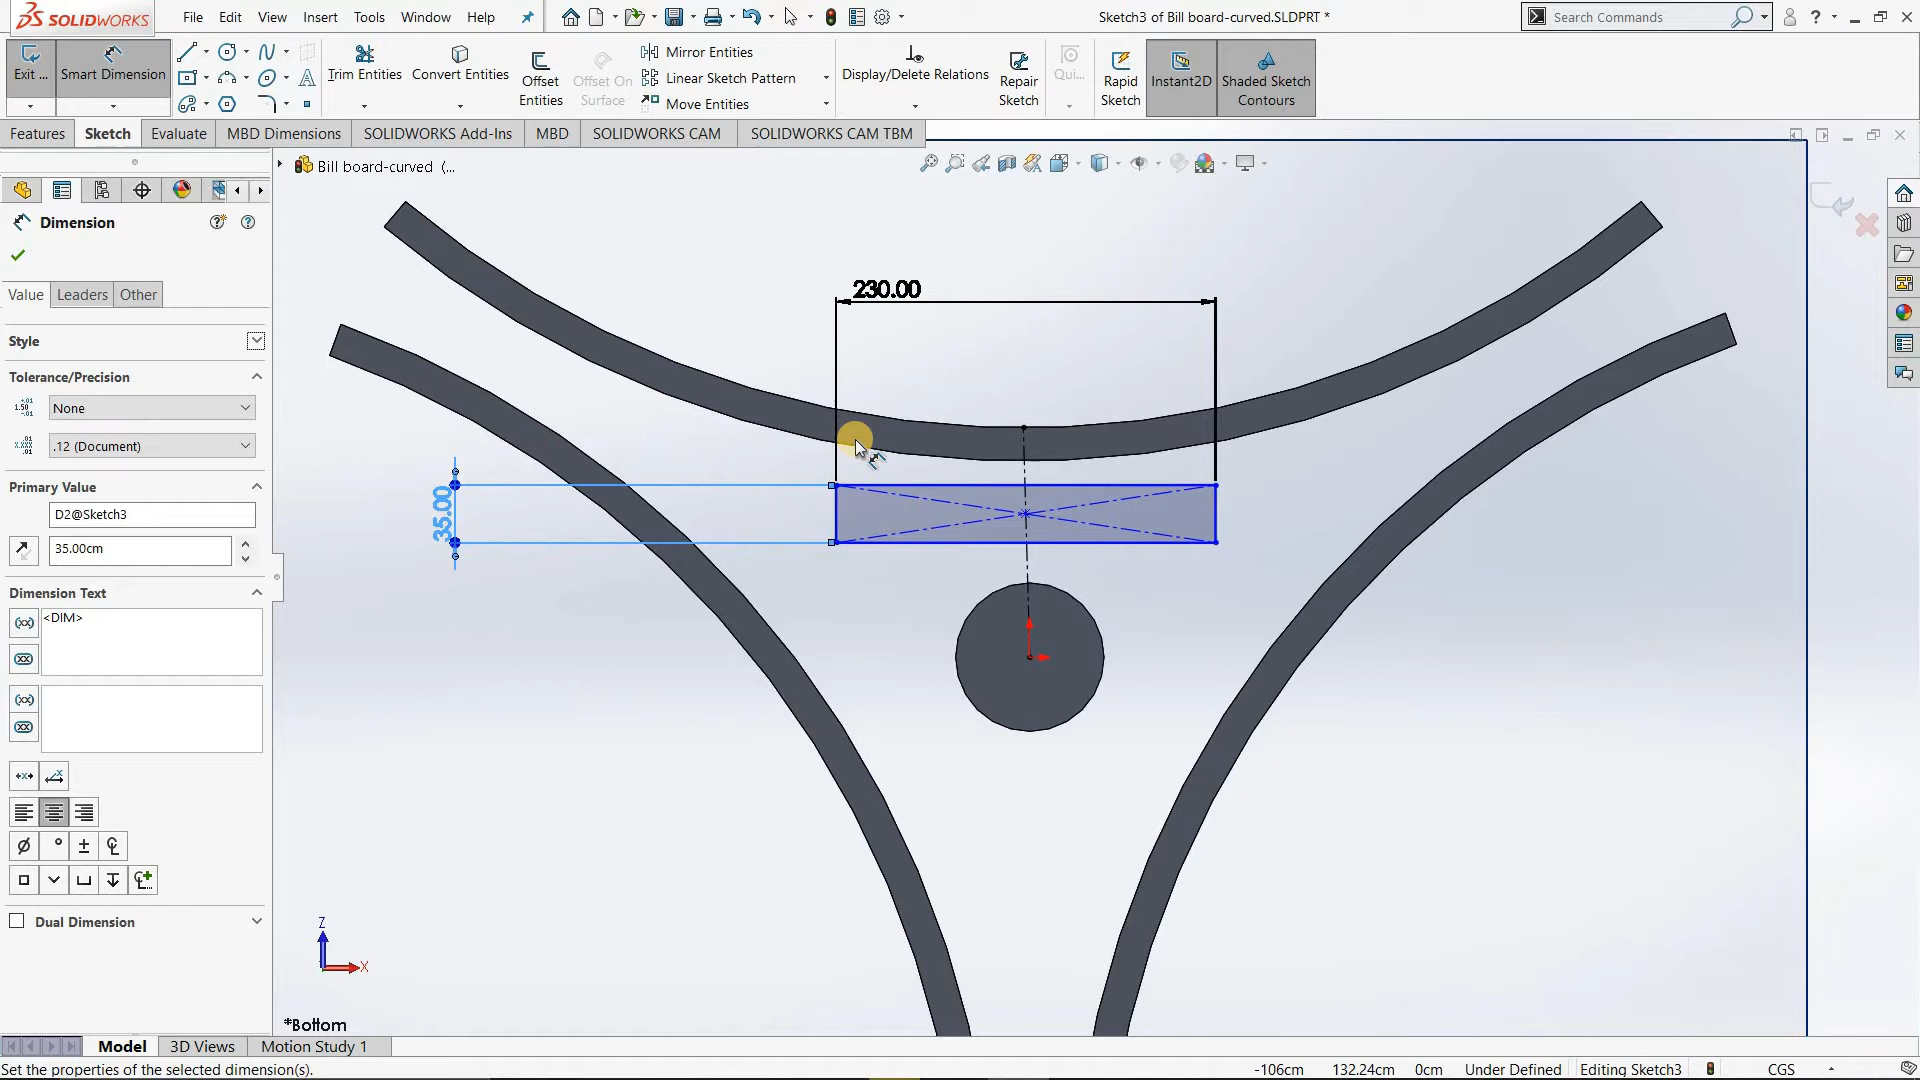 SOLIDWORKS
File Edit View Insert Tools Window Help
Sketch3 of Bill board-curved.SLDPRT *
Search Commands
Exit ...
Smart Dimension
Trim Entities
Convert Entities
Offset Entities
Offset On Surface
Mirror Entities
Linear Sketch Pattern
Move Entities
Display/Delete Relations
Repair Sketch
Qui...
Rapid Sketch
Instant2D
Shaded Sketch Contours
Features Sketch Evaluate MBD Dimensions SOLIDWORKS Add-Ins MBD SOLIDWORKS CAM SOLIDWORKS CAM TBM
Bill board-curved (...
Dimension
Value Leaders Other
Style
Tolerance/Precision
None
.12 (Document)
Primary Value
D2@Sketch3
35.00cm
Dimension Text
<DIM>
Dual Dimension
230.00
35.00
Z
X
*Bottom
Model 3D Views Motion Study 1
Set the properties of the selected dimension(s).
-106cm 132.24cm 0cm Under Defined Editing Sketch3 CGS